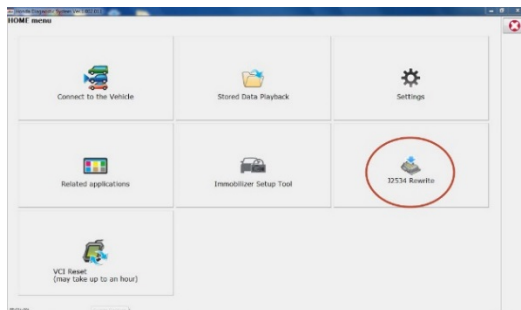 HOME menu
Connect to the Vehicle
Stored Data Playback
Settings
Related applications
Immobilizer Setup Tool
J2534 Rewrite
VCI Reset
(may take up to an hour)